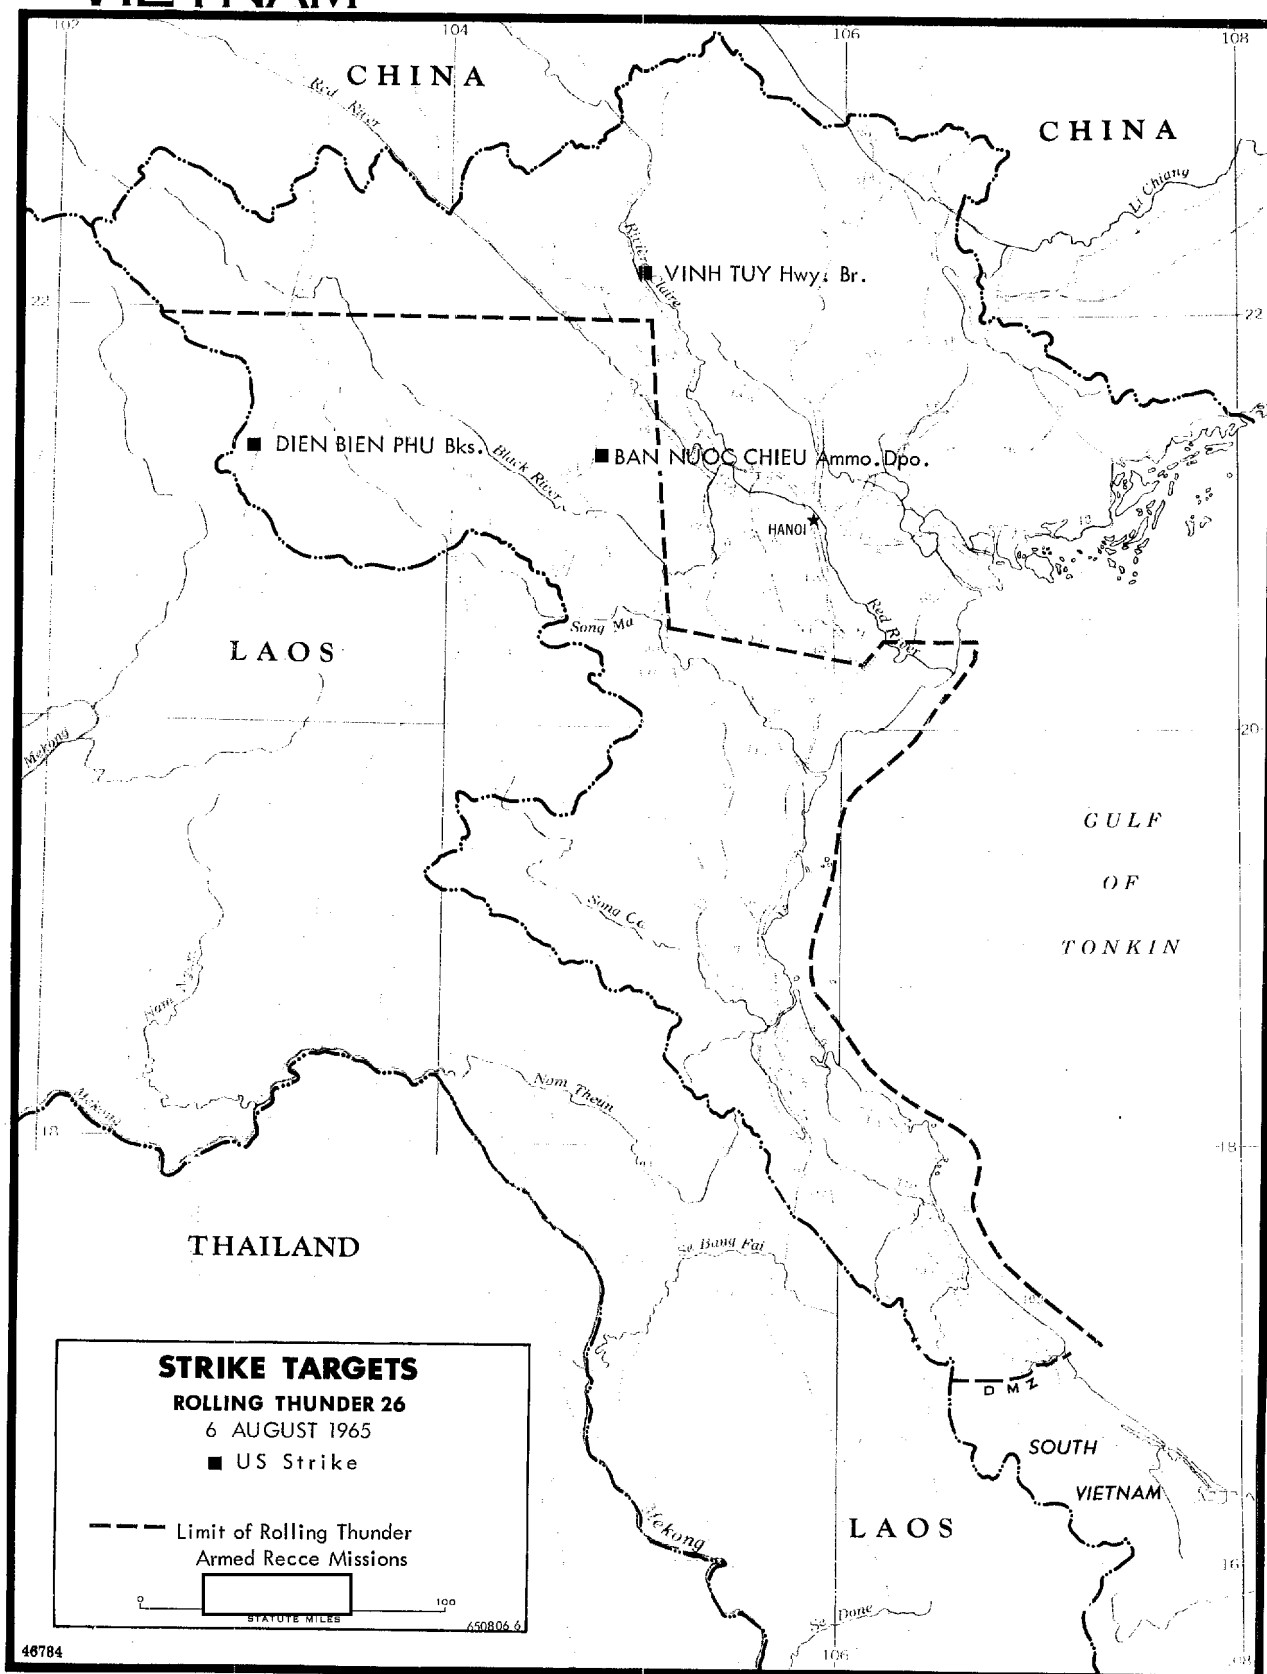 VIETNAM
102
104
106
108
CHINA
Red River
CHINA
Li Chiang
Rivière Claire
VINH TUY Hwy. Br.
22
22
DIEN BIEN PHU Bks.
Black River
BAN NUOC CHIEU Ammo.Dpo.
HANOI
Red River
Song Ma
LAOS
Mekong
20
GULF
OF
TONKIN
Song Ca
Nam
Nam Theun
Mekong
18
18
THAILAND
Se Bang Fai
DMZ
SOUTH
VIETNAM
LAOS
Mekong
16
Se Done
106
STRIKE TARGETS
ROLLING THUNDER 26
6 AUGUST 1965
US Strike
Limit of Rolling Thunder
Armed Recce Missions
0
100
STATUTE MILES
650806 6
46784